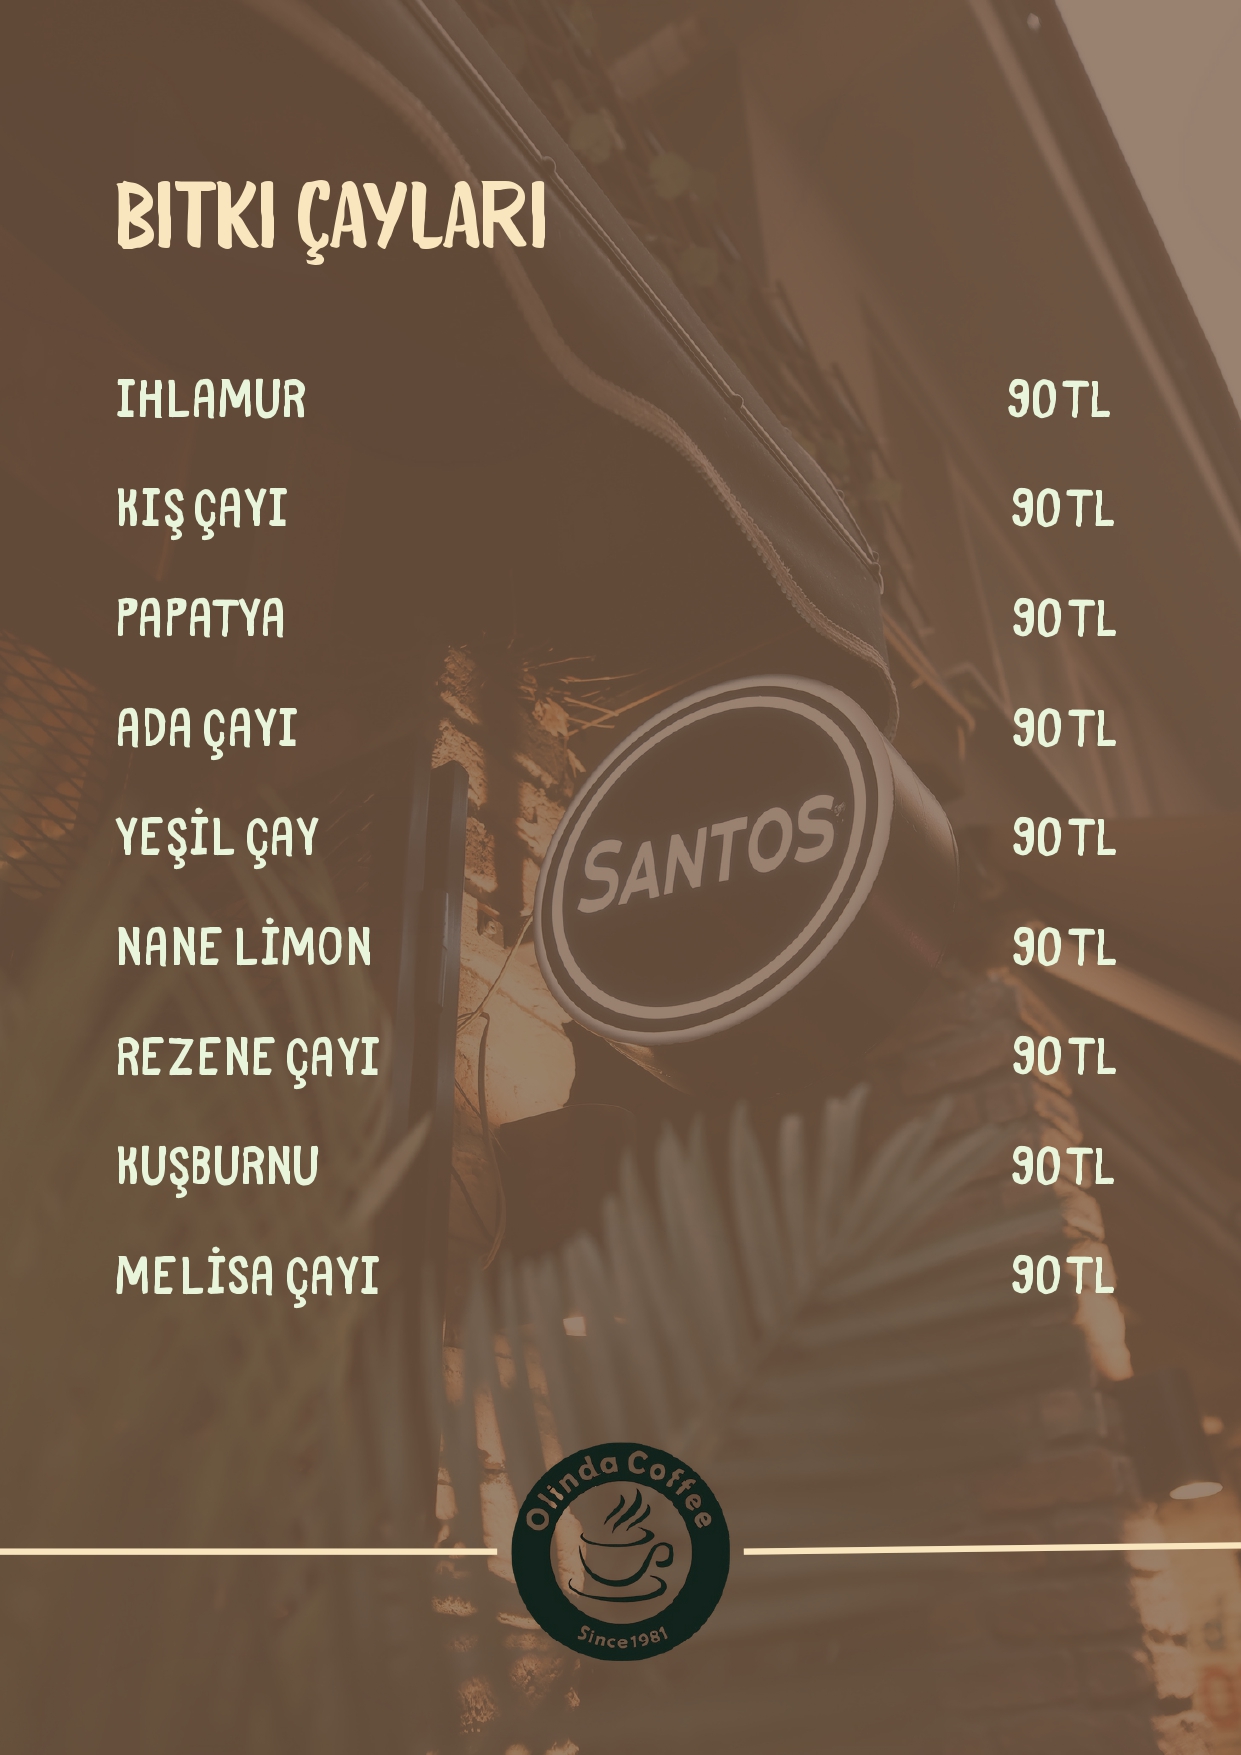 BITKI ÇAYLARI
IHLAMUR 90 TL
KIŞ ÇAYI 90 TL
PAPATYA 90 TL
ADA ÇAYI 90 TL
YEŞİL ÇAY 90 TL
SANTOS
NANE LİMON 90 TL
REZENE ÇAYI 90 TL
KUŞBURNU 90 TL
MELİSA ÇAYI 90 TL
Olinda Coffee
Since 1981